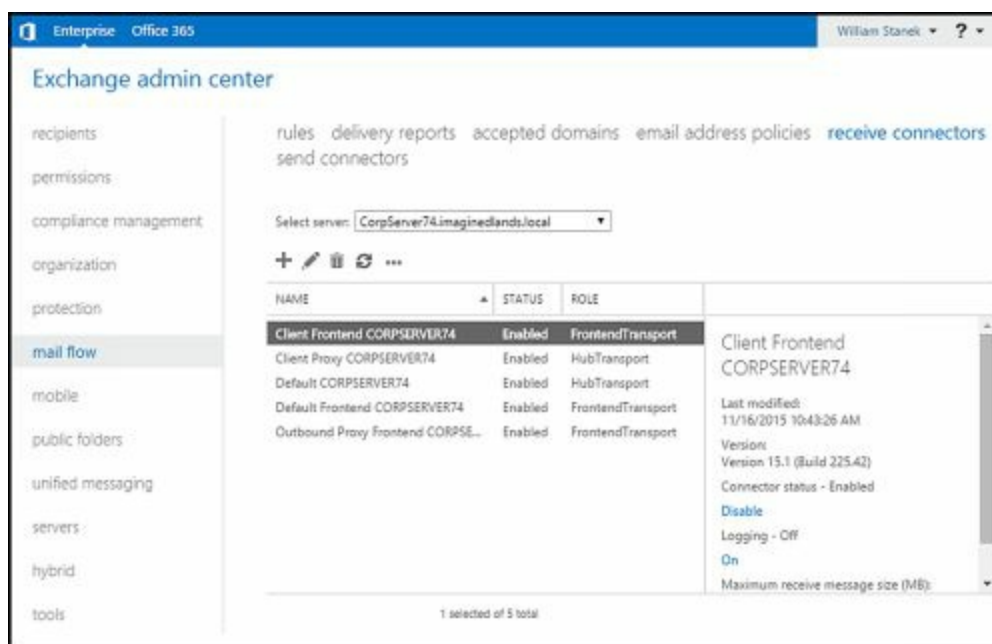 Enterprise Office 365
William Stanek ?
Exchange admin center
recipients
permissions
compliance management
organization
protection
mail flow
mobile
public folders
unified messaging
servers
hybrid
tools
rules delivery reports accepted domains email address policies receive connectors
send connectors
Select server: CorpServer74.imaginedlands.local
NAME STATUS ROLE
Client Frontend CORPSERVER74 Enabled FrontendTransport
Client Proxy CORPSERVER74 Enabled HubTransport
Default CORPSERVER74 Enabled HubTransport
Default Frontend CORPSERVER74 Enabled FrontendTransport
Outbound Proxy Frontend CORPSE... Enabled FrontendTransport
1 selected of 5 total
Client Frontend
CORPSERVER74
Last modified:
11/16/2015 10:43:26 AM
Version:
Version 15.1 (Build 225.42)
Connector status - Enabled
Disable
Logging - Off
On
Maximum receive message size (MB):